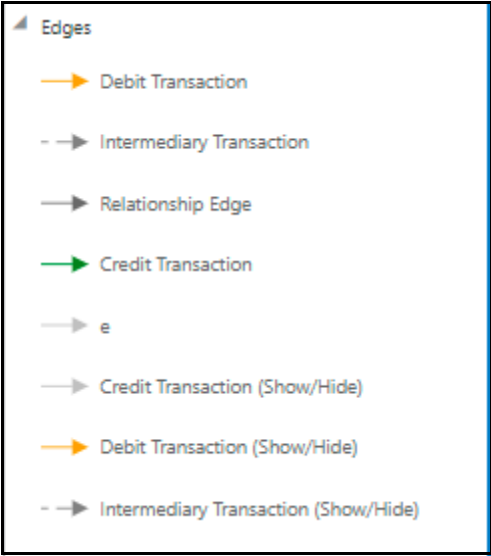 Edges
Debit Transaction
Intermediary Transaction
Relationship Edge
Credit Transaction
e
Credit Transaction (Show/Hide)
Debit Transaction (Show/Hide)
Intermediary Transaction (Show/Hide)